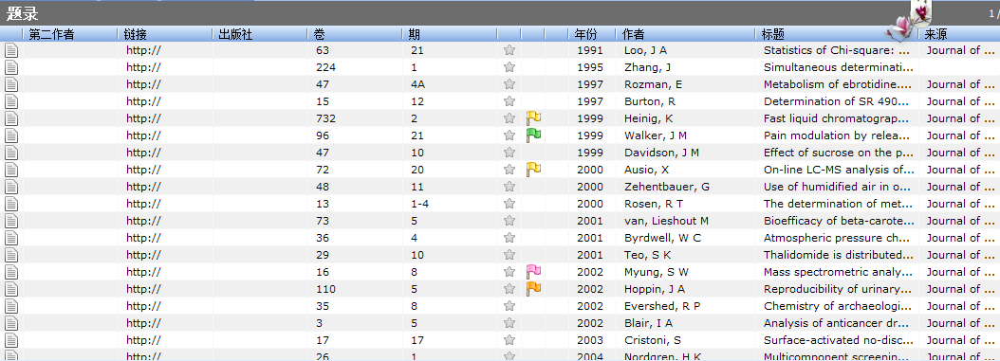 题录 1/
第二作者 链接 出版社 卷 期 年份 作者 标题 来源
http:// 63 21 1991 Loo, J A Statistics of Chi-square: ... Journal of ...
http:// 224 1 1995 Zhang, J Simultaneous determinati...
http:// 47 4A 1997 Rozman, E Metabolism of ebrotidine.... Journal of ...
http:// 15 12 1997 Burton, R Determination of SR 490... Journal of ...
http:// 732 2 1999 Heinig, K Fast liquid chromatograp... Journal of ...
http:// 96 21 1999 Walker, J M Pain modulation by relea... Journal of ...
http:// 47 10 1999 Davidson, J M Effect of sucrose on the p... Journal of ...
http:// 72 20 2000 Ausio, X On-line LC-MS analysis of... Journal of ...
http:// 48 11 2000 Zehentbauer, G Use of humidified air in o... Journal of ...
http:// 13 1-4 2000 Rosen, R T The determination of met... Journal of ...
http:// 73 5 2001 van, Lieshout M Bioefficacy of beta-carote... Journal of ...
http:// 36 4 2001 Byrdwell, W C Atmospheric pressure ch... Journal of ...
http:// 29 10 2001 Teo, S K Thalidomide is distributed... Journal of ...
http:// 16 8 2002 Myung, S W Mass spectrometric analy... Journal of ...
http:// 110 5 2002 Hoppin, J A Reproducibility of urinary... Journal of ...
http:// 35 8 2002 Evershed, R P Chemistry of archaeologi... Journal of ...
http:// 3 5 2002 Blair, I A Analysis of anticancer dr... Journal of ...
http:// 17 17 2003 Cristoni, S Surface-activated no-disc... Journal of ...
http:// 26 1 2004 Nordgren, H K Multicomponent screenin... Journal of ...